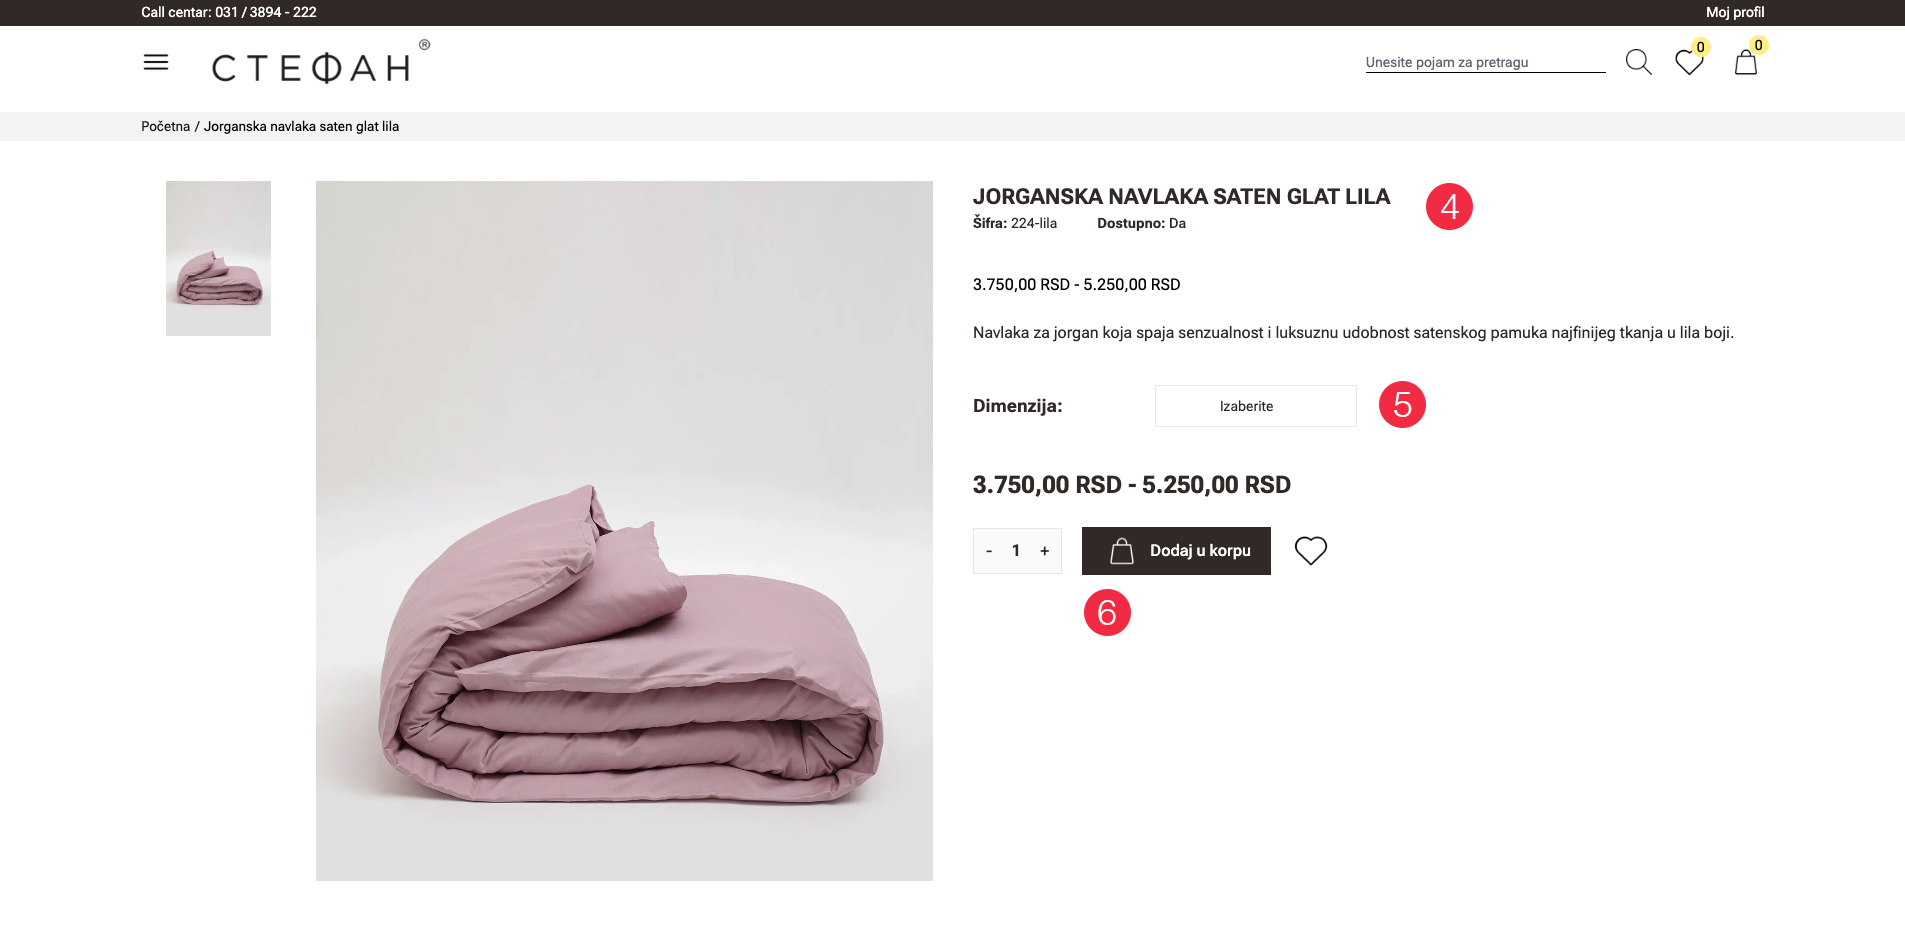 Call centar: 031 / 3894 - 222
Moj profil
СТЕФАН ®
Unesite pojam za pretragu
0
0
Početna / Jorganska navlaka saten glat lila
JORGANSKA NAVLAKA SATEN GLAT LILA
4
Šifra: 224-lila Dostupno: Da
3.750,00 RSD - 5.250,00 RSD
Navlaka za jorgan koja spaja senzualnost i luksuznu udobnost satenskog pamuka najfinijeg tkanja u lila boji.
Dimenzija:
Izaberite
5
3.750,00 RSD - 5.250,00 RSD
- 1 +
Dodaj u korpu
6